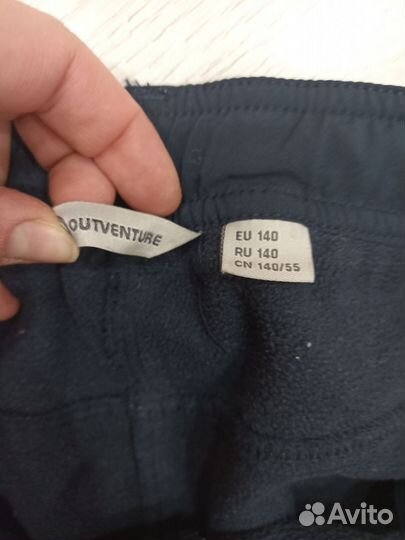 OUTVENTURE
EU 140
RU 140
CN 140/55
Avito